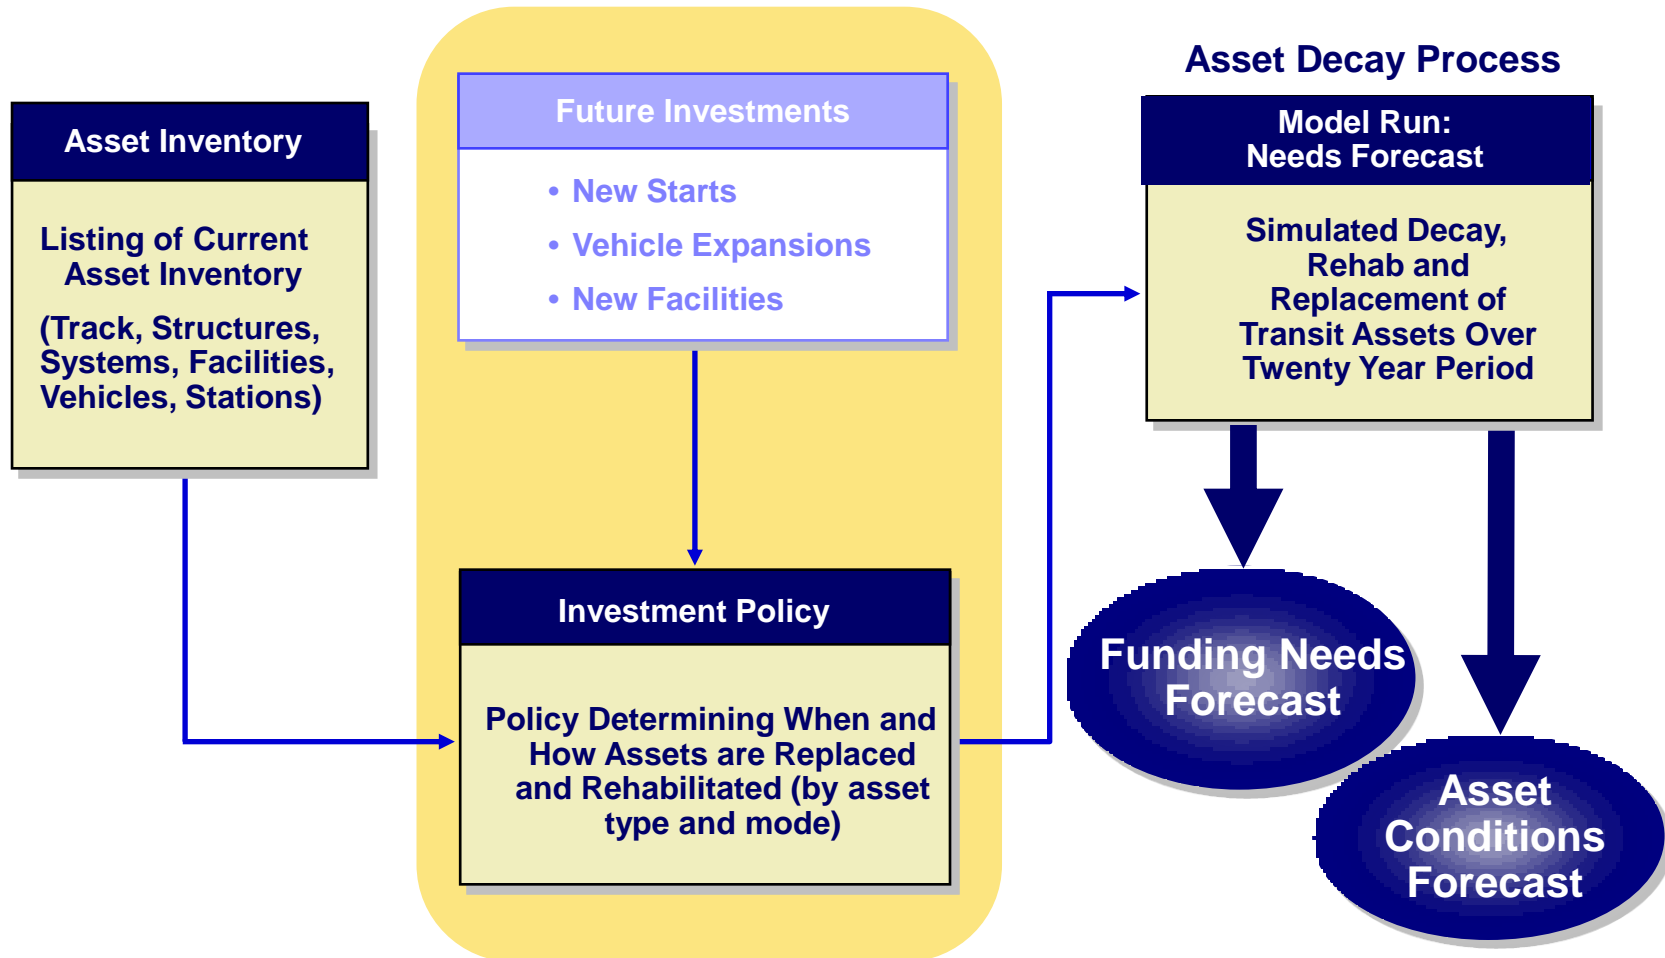 Asset Inventory
Listing of Current
Asset Inventory
(Track, Structures,
Systems, Facilities,
Vehicles, Stations)
Future Investments
• New Starts
• Vehicle Expansions
• New Facilities
Investment Policy
Policy Determining When and
How Assets are Replaced
and Rehabilitated (by asset
type and mode)
Asset Decay Process
Model Run:
Needs Forecast
Simulated Decay,
Rehab and
Replacement of
Transit Assets Over
Twenty Year Period
Funding Needs
Forecast
Asset
Conditions
Forecast